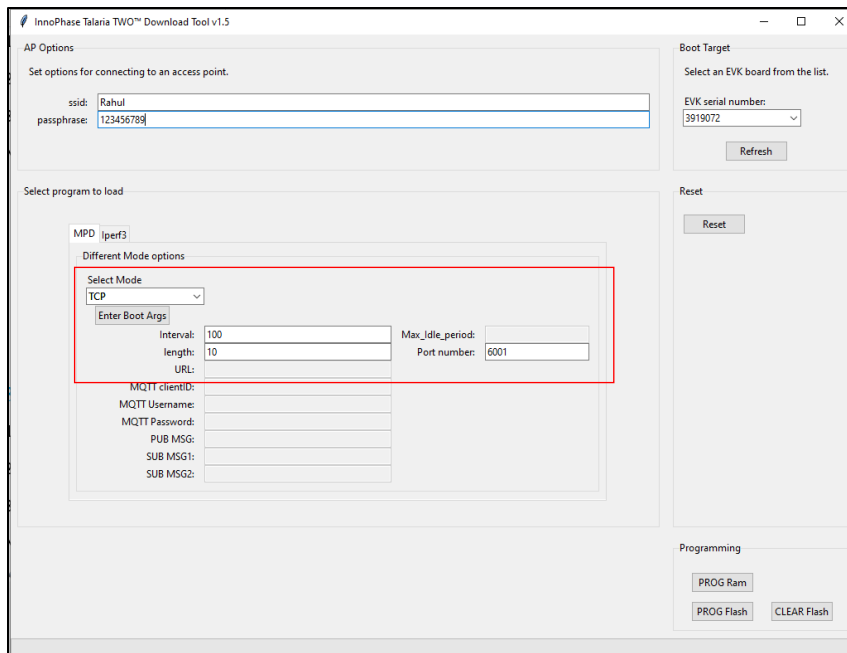 InnoPhase Talaria TWO™ Download Tool v1.5
AP Options
Set options for connecting to an access point.
ssid: Rahul
passphrase: 123456789
Boot Target
Select an EVK board from the list.
EVK serial number:
3919072
Refresh
Select program to load
MPD Iperf3
Different Mode options
Select Mode
TCP
Enter Boot Args
Interval: 100 Max_Idle_period:
length: 10 Port number: 6001
URL:
MQTT clientID:
MQTT Username:
MQTT Password:
PUB MSG:
SUB MSG1:
SUB MSG2:
Reset
Reset
Programming
PROG Ram
PROG Flash CLEAR Flash